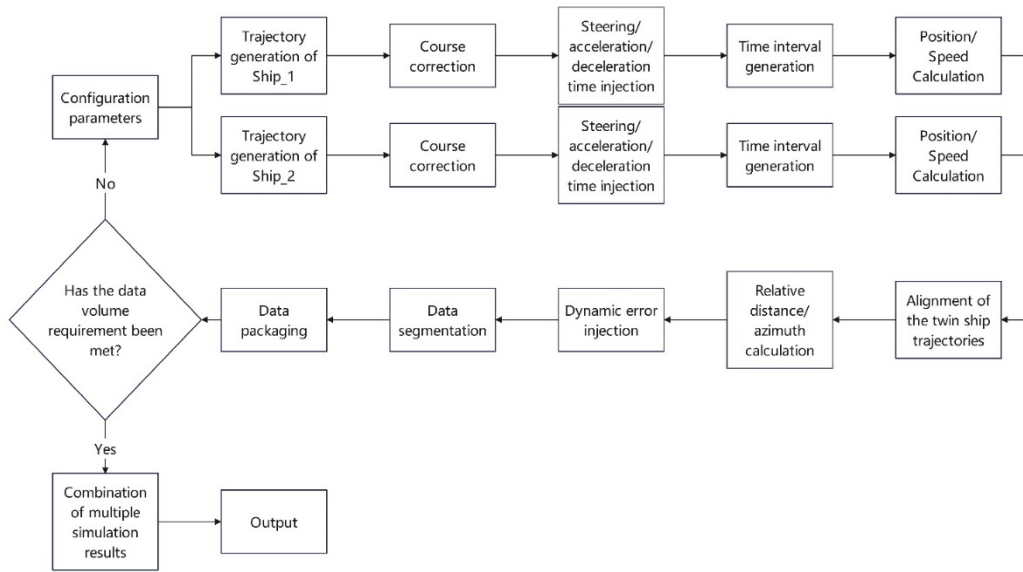 Configuration
parameters
Trajectory
generation of
Ship_1
Course
correction
Steering/
acceleration/
deceleration
time injection
Time interval
generation
Position/
Speed
Calculation
Trajectory
generation of
Ship_2
Course
correction
Steering/
acceleration/
deceleration
time injection
Time interval
generation
Position/
Speed
Calculation
No
Has the data
volume
requirement been
met?
Data
packaging
Data
segmentation
Dynamic error
injection
Relative
distance/
azimuth
calculation
Alignment of
the twin ship
trajectories
Yes
Combination
of multiple
simulation
results
Output